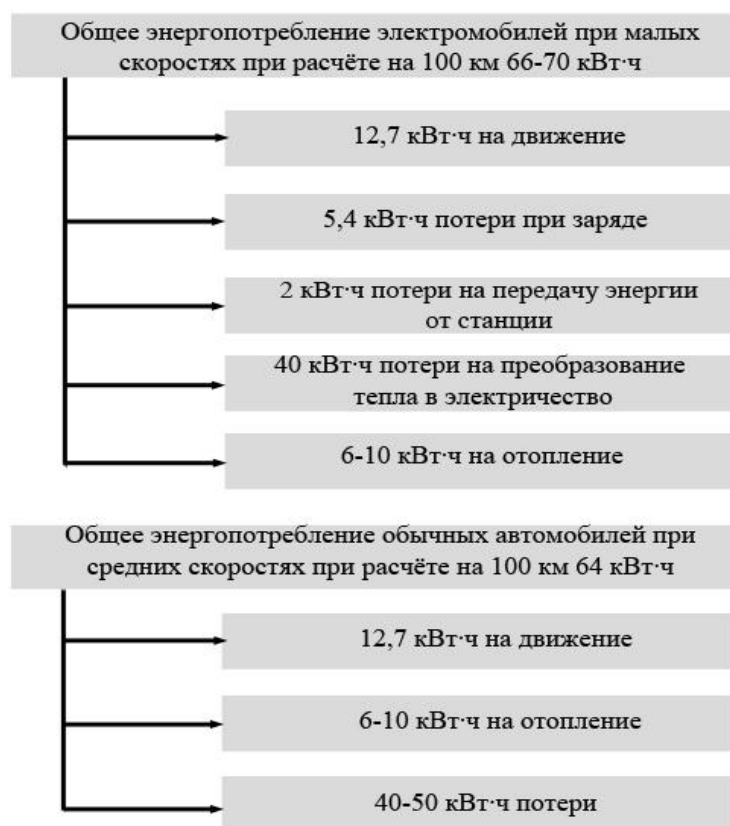 Общее энергопотребление электромобилей при малых
скоростях при расчёте на 100 км 66-70 кВт·ч
12,7 кВт·ч на движение
5,4 кВт·ч потери при заряде
2 кВт·ч потери на передачу энергии
от станции
40 кВт·ч потери на преобразование
тепла в электричество
6-10 кВт·ч на отопление
Общее энергопотребление обычных автомобилей при
средних скоростях при расчёте на 100 км 64 кВт·ч
12,7 кВт·ч на движение
6-10 кВт·ч на отопление
40-50 кВт·ч потери